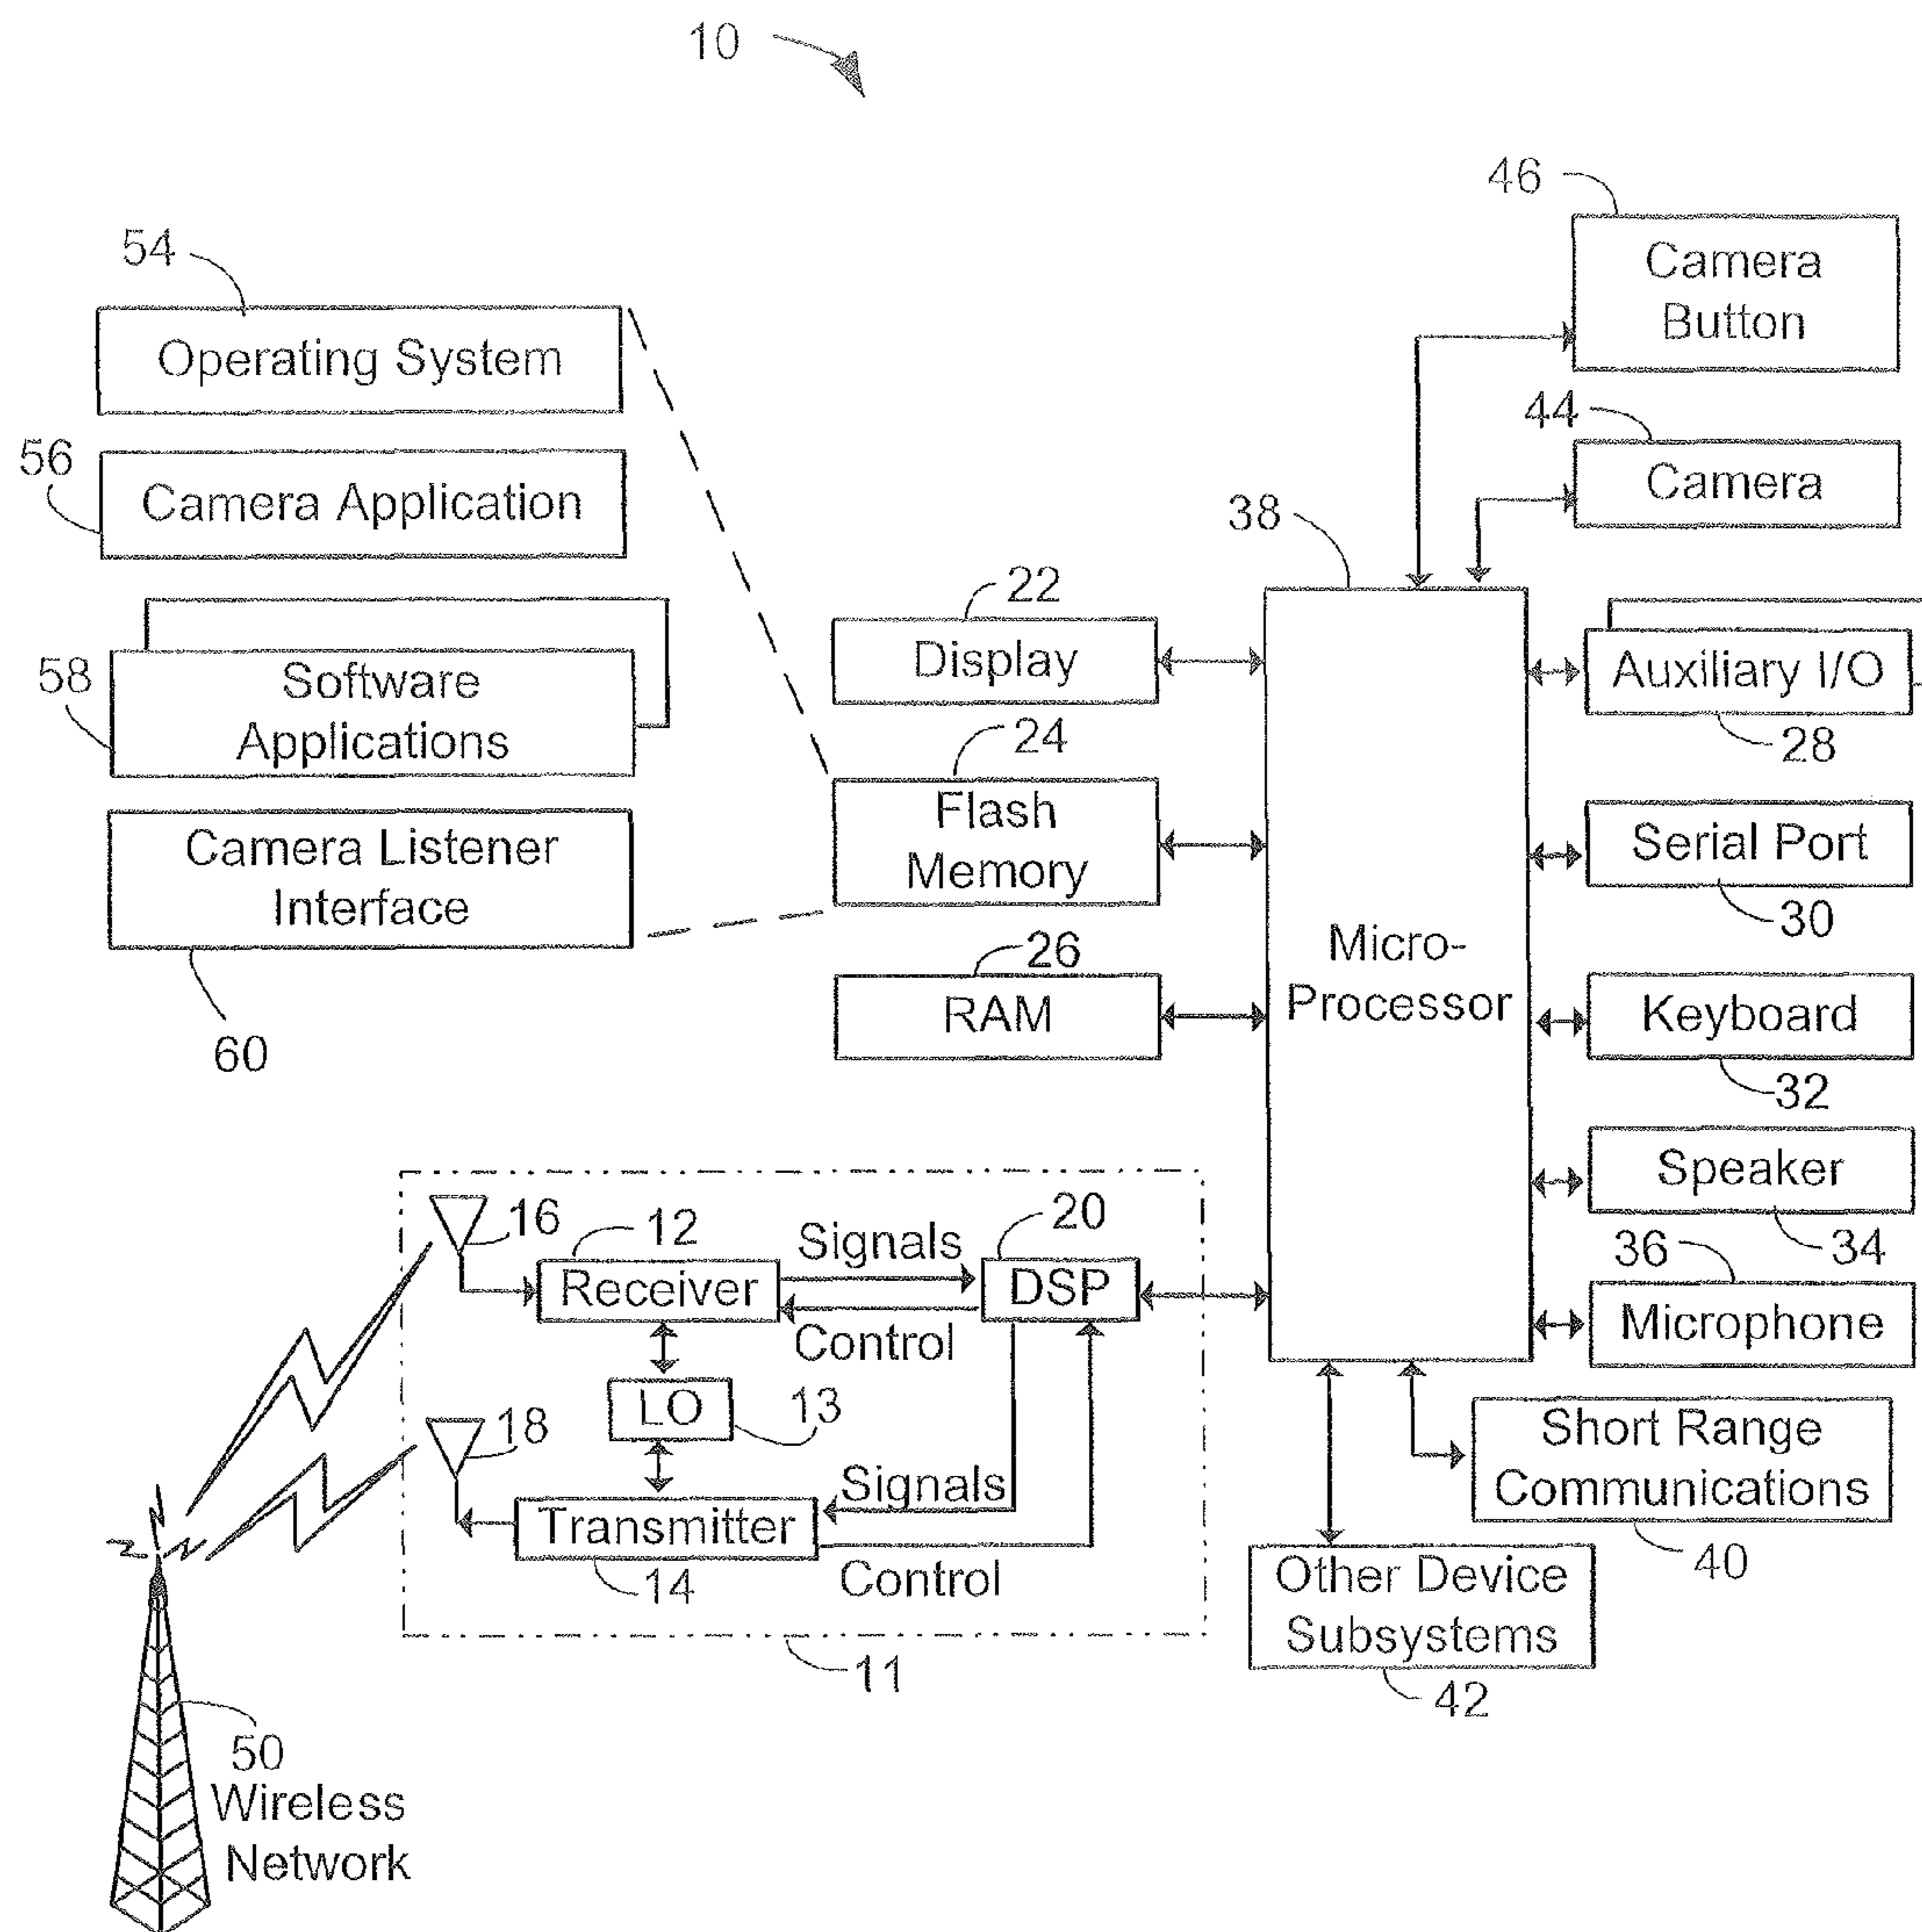 10
46
Camera
Button
54
Operating System
44
Camera
56
Camera Application
38
22
Display
58
Software
Applications
Auxiliary I/O
28
24
Flash
Memory
Serial Port
30
Camera Listener
Interface
60
26
RAM
Micro-
Processor
Keyboard
32
Speaker
34
16
12
Receiver
Signals
20
DSP
Control
36
Microphone
LO
13
18
Signals
Transmitter
14
Control
Short Range
Communications
40
Other Device
Subsystems
42
11
50
Wireless
Network